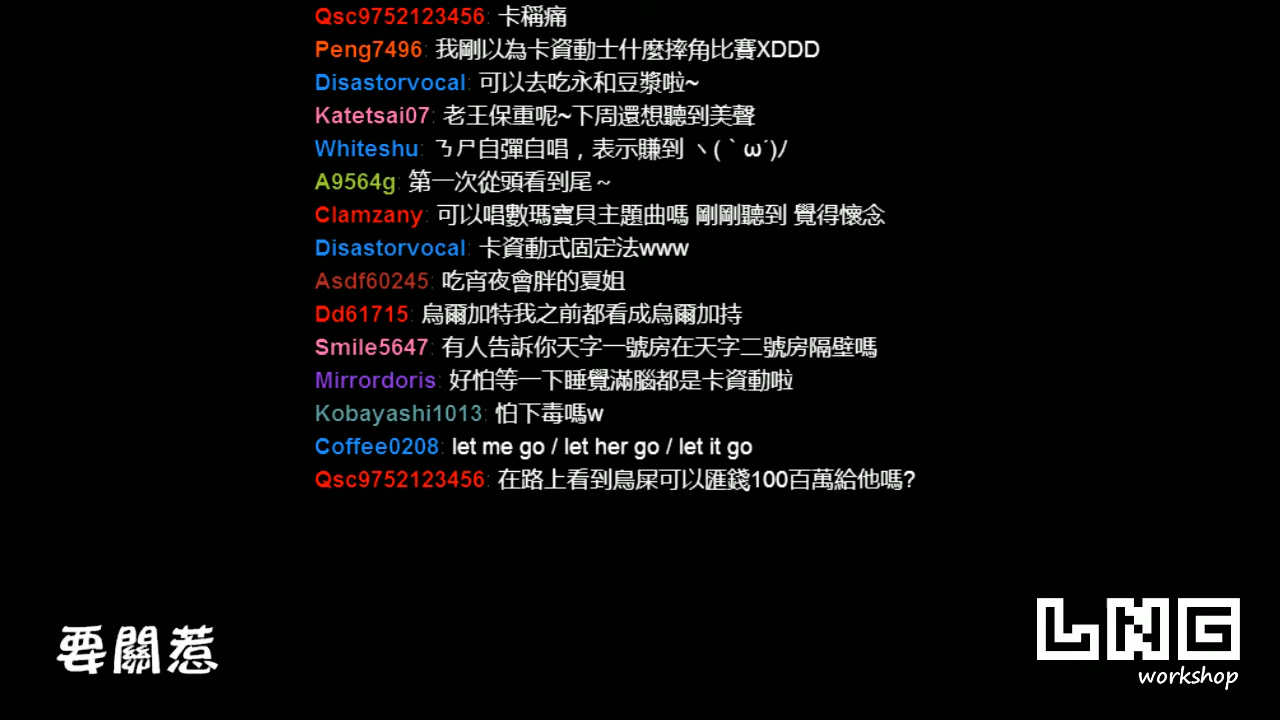 Qsc9752123456: 卡稱痛
Peng7496: 我剛以為卡資動士什麼摔角比賽XDDD
Disastorvocal: 可以去吃永和豆漿啦~
Katetsai07: 老王保重呢~下周還想聽到美聲
Whiteshu: ㄋㄕ自彈自唱，表示賺到 ヽ(｀ω´)ﾉ
A9564g: 第一次從頭看到尾～
Clamzany: 可以唱數瑪寶貝主題曲嗎 剛剛聽到 覺得懷念
Disastorvocal: 卡資動式固定法www
Asdf60245: 吃宵夜會胖的夏姐
Dd61715: 烏爾加特我之前都看成烏爾加持
Smile5647: 有人告訴你天字一號房在天字二號房隔壁嗎
Mirrordoris: 好怕等一下睡覺滿腦都是卡資動啦
Kobayashi1013: 怕下毒嗎w
Coffee0208: let me go / let her go / let it go
Qsc9752123456: 在路上看到鳥屎可以匯錢100百萬給他嗎?
要關惹
LNG
workshop